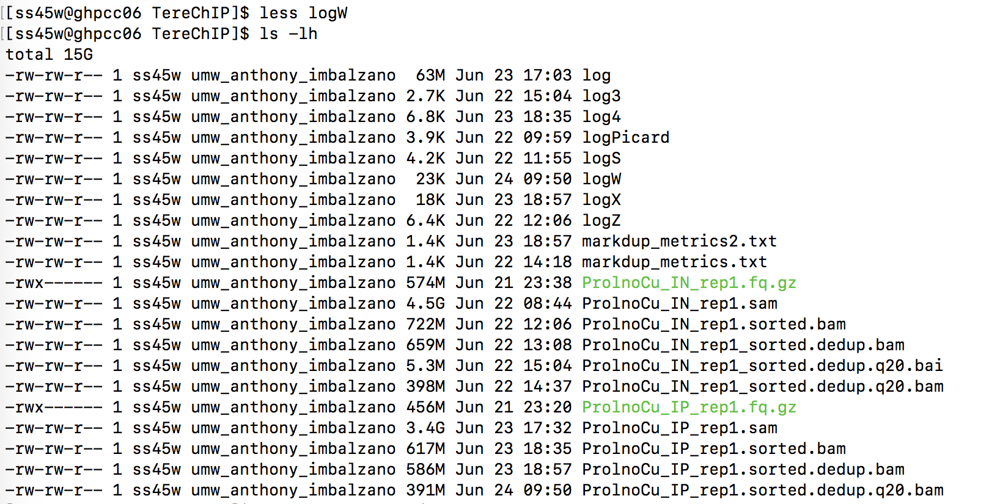 [[ss45w@ghpcc06 TereChIP]$ less logW
[[ss45w@ghpcc06 TereChIP]$ ls -lh
total 15G
-rw-rw-r-- 1 ss45w umw_anthony_imbalzano  63M Jun 23 17:03 log
-rw-rw-r-- 1 ss45w umw_anthony_imbalzano 2.7K Jun 22 15:04 log3
-rw-rw-r-- 1 ss45w umw_anthony_imbalzano 6.8K Jun 23 18:35 log4
-rw-rw-r-- 1 ss45w umw_anthony_imbalzano 3.9K Jun 22 09:59 logPicard
-rw-rw-r-- 1 ss45w umw_anthony_imbalzano 4.2K Jun 22 11:55 logS
-rw-rw-r-- 1 ss45w umw_anthony_imbalzano  23K Jun 24 09:50 logW
-rw-rw-r-- 1 ss45w umw_anthony_imbalzano  18K Jun 23 18:57 logX
-rw-rw-r-- 1 ss45w umw_anthony_imbalzano 6.4K Jun 22 12:06 logZ
-rw-rw-r-- 1 ss45w umw_anthony_imbalzano 1.4K Jun 23 18:57 markdup_metrics2.txt
-rw-rw-r-- 1 ss45w umw_anthony_imbalzano 1.4K Jun 22 14:18 markdup_metrics.txt
-rwx------ 1 ss45w umw_anthony_imbalzano 574M Jun 21 23:38 ProlnoCu_IN_rep1.fq.gz
-rw-rw-r-- 1 ss45w umw_anthony_imbalzano 4.5G Jun 22 08:44 ProlnoCu_IN_rep1.sam
-rw-rw-r-- 1 ss45w umw_anthony_imbalzano 722M Jun 22 12:06 ProlnoCu_IN_rep1.sorted.bam
-rw-rw-r-- 1 ss45w umw_anthony_imbalzano 659M Jun 22 13:08 ProlnoCu_IN_rep1_sorted.dedup.bam
-rw-rw-r-- 1 ss45w umw_anthony_imbalzano 5.3M Jun 22 15:04 ProlnoCu_IN_rep1_sorted.dedup.q20.bai
-rw-rw-r-- 1 ss45w umw_anthony_imbalzano 398M Jun 22 14:37 ProlnoCu_IN_rep1_sorted.dedup.q20.bam
-rwx------ 1 ss45w umw_anthony_imbalzano 456M Jun 21 23:20 ProlnoCu_IP_rep1.fq.gz
-rw-rw-r-- 1 ss45w umw_anthony_imbalzano 3.4G Jun 23 17:32 ProlnoCu_IP_rep1.sam
-rw-rw-r-- 1 ss45w umw_anthony_imbalzano 617M Jun 23 18:35 ProlnoCu_IP_rep1.sorted.bam
-rw-rw-r-- 1 ss45w umw_anthony_imbalzano 586M Jun 23 18:57 ProlnoCu_IP_rep1.sorted.dedup.bam
-rw-rw-r-- 1 ss45w umw_anthony_imbalzano 391M Jun 24 09:50 ProlnoCu_IP_rep1.sorted.dedup.q20.bam